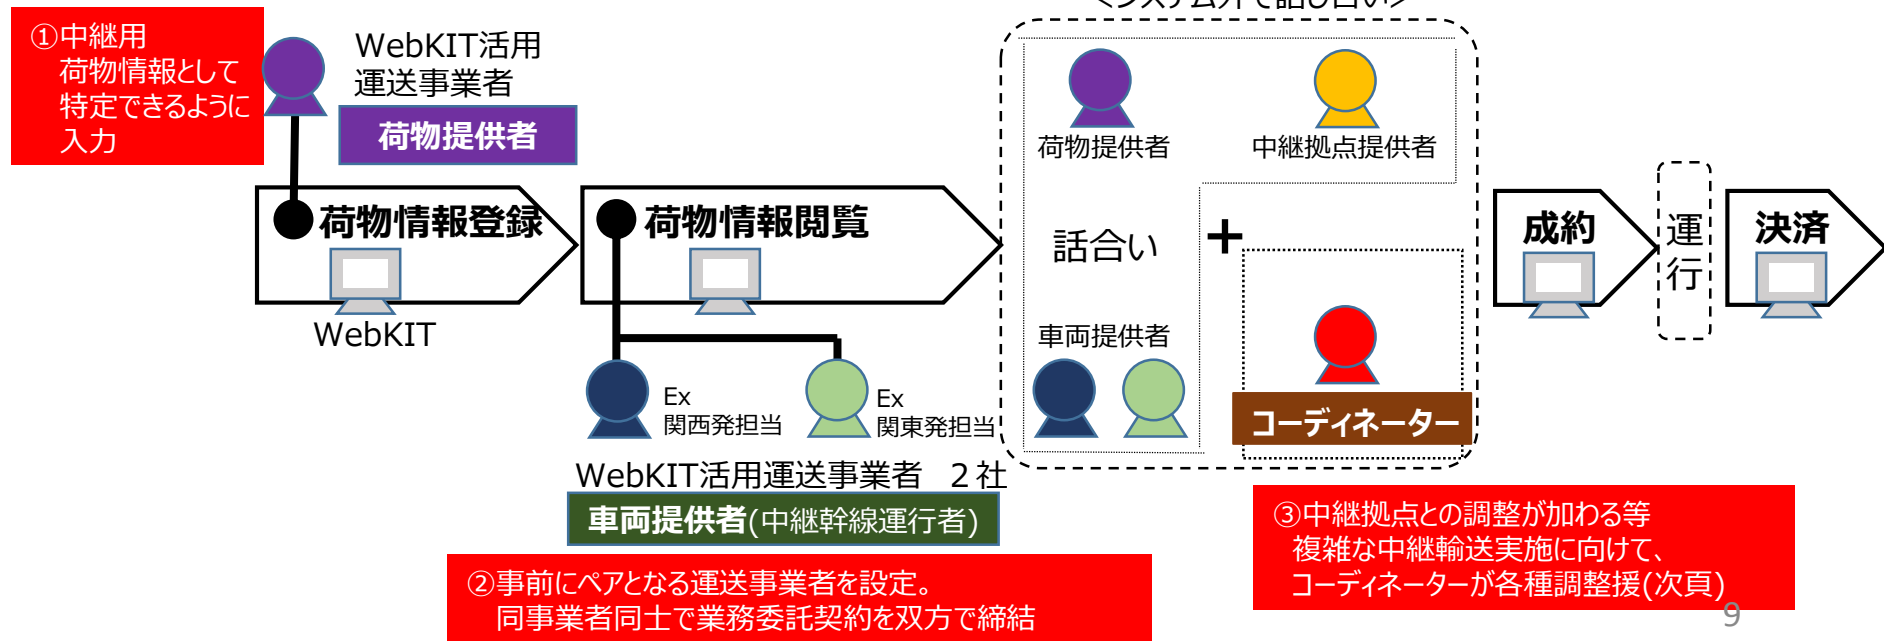 <システム外で話し合い>
①中継用
荷物情報として
特定できるように
入力
WebKIT活用
運送事業者
荷物提供者
荷物情報登録
WebKIT
荷物情報閲覧
Ex
関西発担当
Ex
関東発担当
WebKIT活用運送事業者 2社
車両提供者(中継幹線運行者)
②事前にペアとなる運送事業者を設定。
同事業者同士で業務委託契約を双方で締結
荷物提供者
中継拠点提供者
話合い
+
車両提供者
コーディネーター
③中継拠点との調整が加わる等
複雑な中継輸送実施に向けて、
コーディネーターが各種調整援(次頁)
成約
運行
決済
9